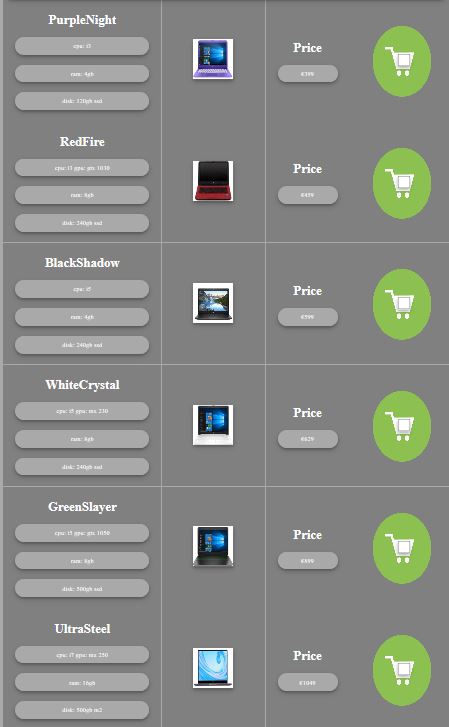 PurpleNight
cpu: i3
ram: 4gb
disk: 120gb ssd
Price
€399
RedFire
cpu: i3 gpu: gtx 1030
ram: 8gb
disk: 240gb ssd
Price
€459
BlackShadow
cpu: i5
ram: 4gb
disk: 240gb ssd
Price
€599
WhiteCrystal
cpu: i5 gpu: mx 230
ram: 8gb
disk: 240gb ssd
Price
€629
GreenSlayer
cpu: i5 gpu: gtx 1050
ram: 8gb
disk: 500gb ssd
Price
€899
UltraSteel
cpu: i7 gpu: mx 250
ram: 16gb
disk: 500gb m2
Price
€1049